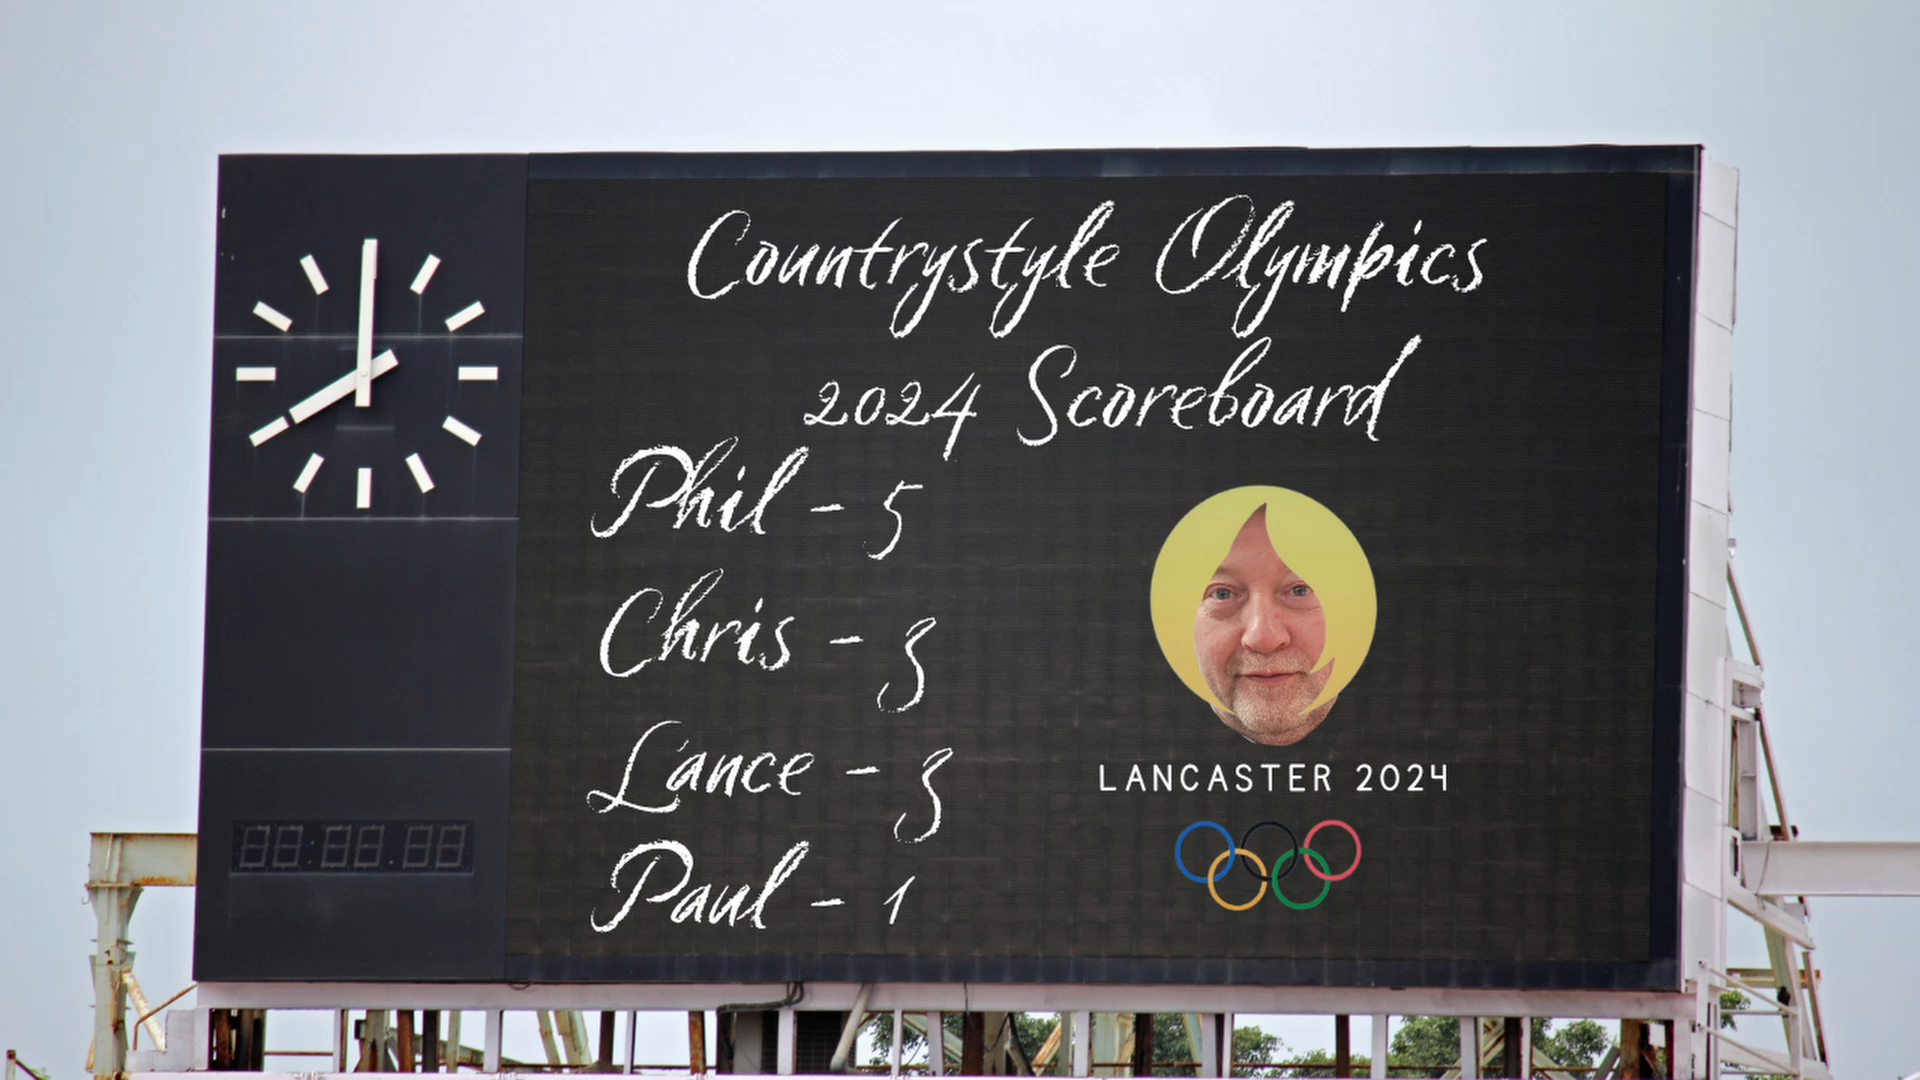 Countrystyle Olympics
2024 Scoreboard
Phil - 5
Chris - 3
Lance - 3
Paul - 1
LANCASTER 2024